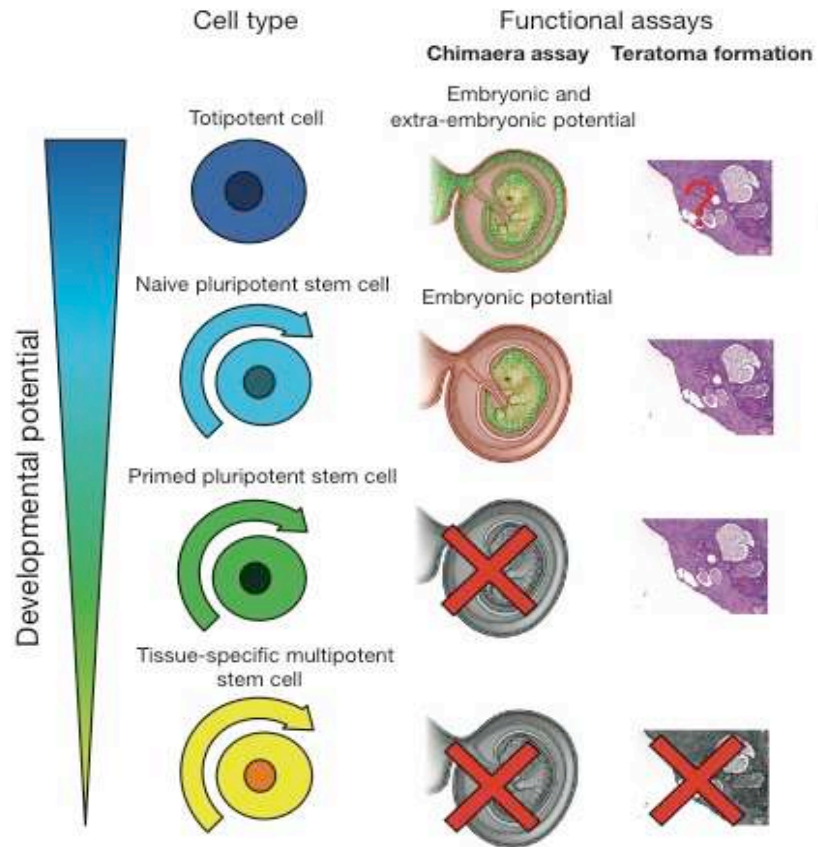 Cell type
Functional assays
Chimaera assay
Teratoma formation
Totipotent cell
Embryonic and
extra-embryonic potential
?
Naive pluripotent stem cell
Embryonic potential
Primed pluripotent stem cell
Tissue-specific multipotent
stem cell
Developmental potential